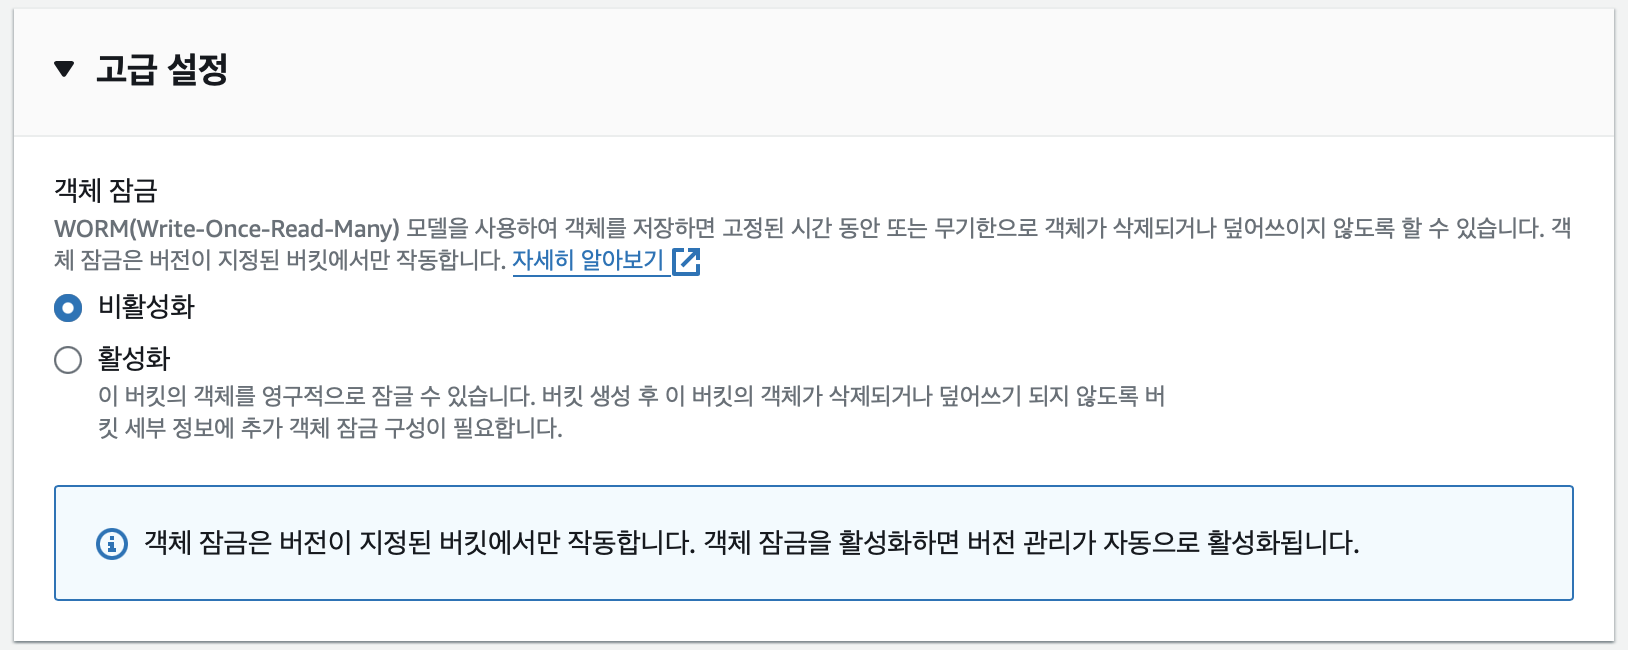 고급 설정
객체 잠금
WORM(Write-Once-Read-Many) 모델을 사용하여 객체를 저장하면 고정된 시간 동안 또는 무기한으로 객체가 삭제되거나 덮어쓰이지 않도록 할 수 있습니다. 객
체 잠금은 버전이 지정된 버킷에서만 작동합니다. 자세히 알아보기
비활성화
활성화
이 버킷의 객체를 영구적으로 잠글 수 있습니다. 버킷 생성 후 이 버킷의 객체가 삭제되거나 덮어쓰기 되지 않도록 버
킷 세부 정보에 추가 객체 잠금 구성이 필요합니다.
객체 잠금은 버전이 지정된 버킷에서만 작동합니다. 객체 잠금을 활성화하면 버전 관리가 자동으로 활성화됩니다.